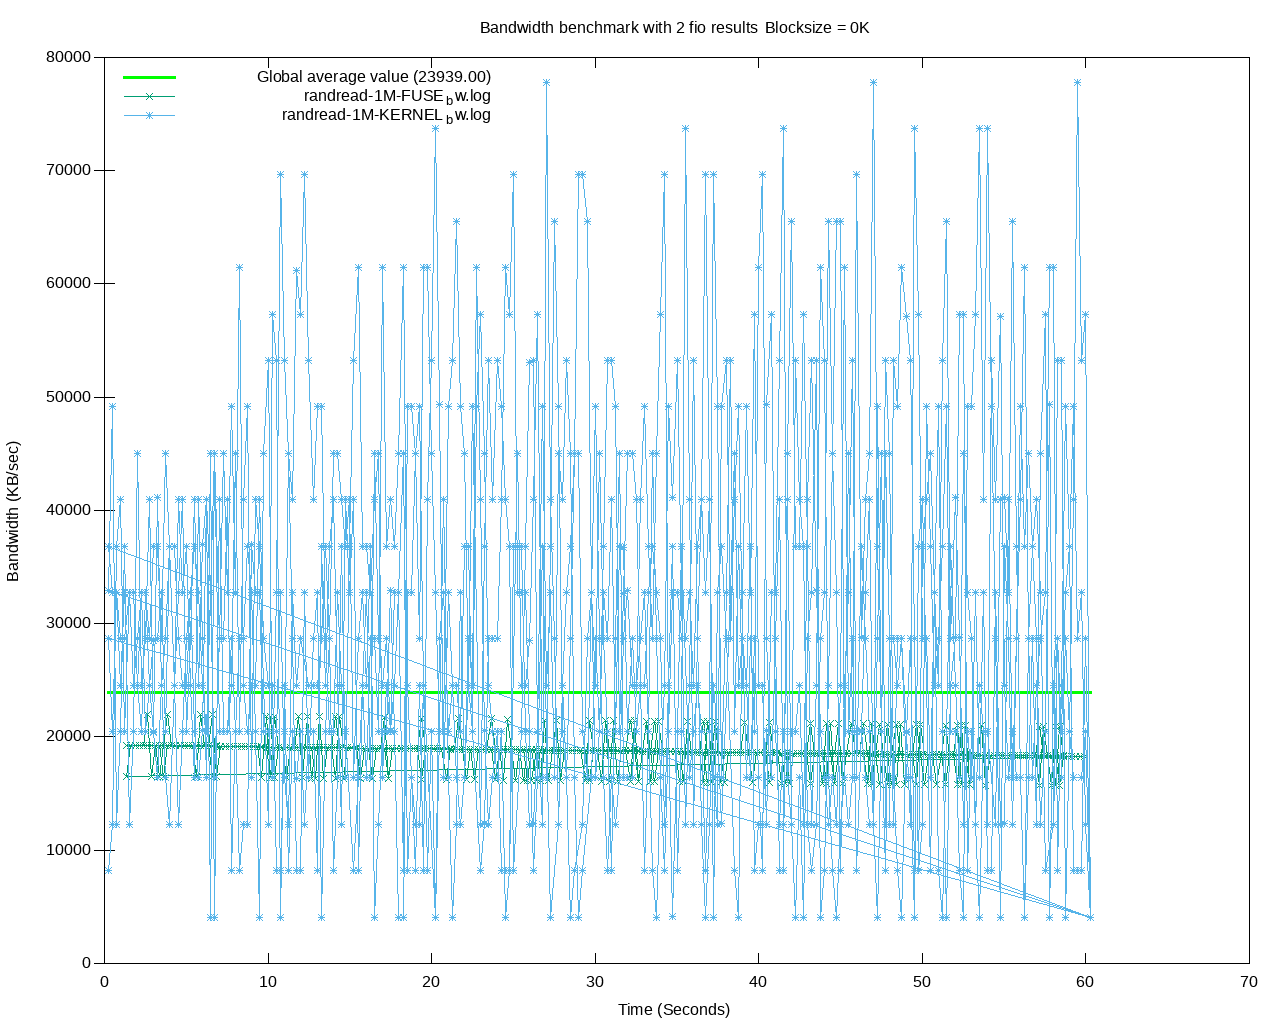 Bandwidth benchmark with 2 fio results Blocksize = 0K
Global average value (23939.00)
randread-1M-FUSE_bw.log
randread-1M-KERNEL_bw.log
80000
70000
60000
50000
40000
30000
20000
10000
0
Bandwidth (KB/sec)
0 10 20 30 40 50 60 70
Time (Seconds)